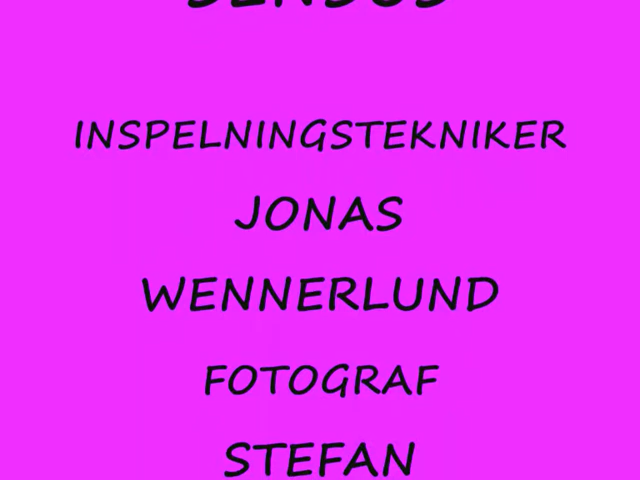 INSPELNINGSTEKNIKER
JONAS
WENNERLUND
FOTOGRAF
STEFAN